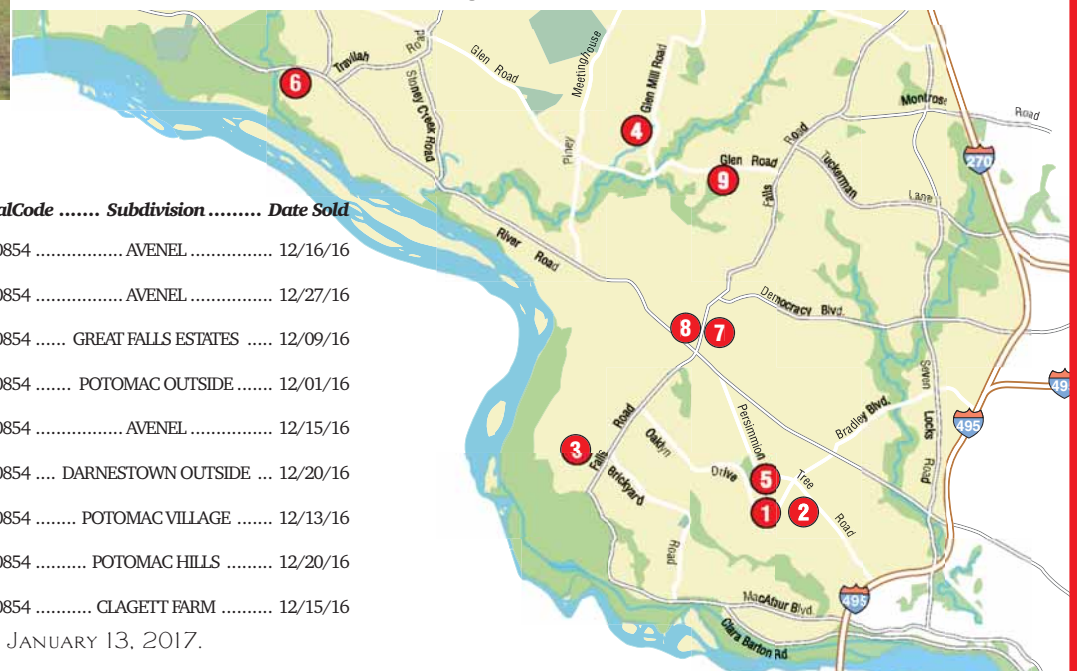 alCode ....... Subdivision ......... Date Sold
0854 ................. AVENEL ................ 12/16/16
0854 ................. AVENEL ................ 12/27/16
0854 ...... GREAT FALLS ESTATES ..... 12/09/16
0854 ....... POTOMAC OUTSIDE ....... 12/01/16
0854 ................. AVENEL ................ 12/15/16
0854 .... DARNESTOWN OUTSIDE ... 12/20/16
0854 ........ POTOMAC VILLAGE ....... 12/13/16
0854 .......... POTOMAC HILLS ......... 12/20/16
0854 ........... CLAGETT FARM .......... 12/15/16
JANUARY 13, 2017.
Travilah
Road
Glen Road
Stoney Creek Road
Piney
Meetinghouse
Glen Mill Road
Glen Road
Falls
Road
Montrose
Road
Tuckerman
Lane
River Road
Democracy Blvd.
Seven Locks Road
Bradley Blvd.
Persimmion
Tree
Road
Oaklyn
Drive
Falls
Road
Brickyard
Road
MacAfaur Blvd.
Clara Barton Rd
270
495
495
49
6
4
9
8
7
3
5
1
2